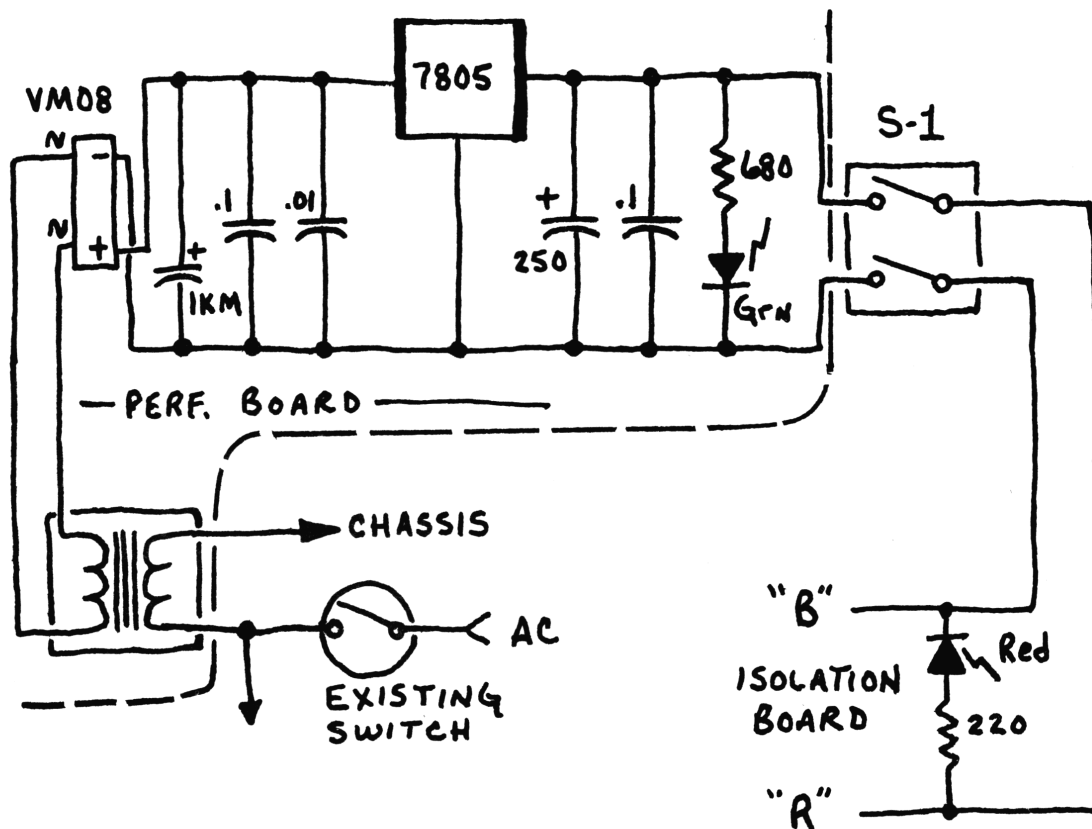 7805
VM08
N
-
S-1
680
+
N
.1
.01
+
.1
+
250
+
1KM
GrN
PERF. BOARD
CHASSIS
"B"
AC
Red
ISOLATION
BOARD
EXISTING
SWITCH
220
"R"